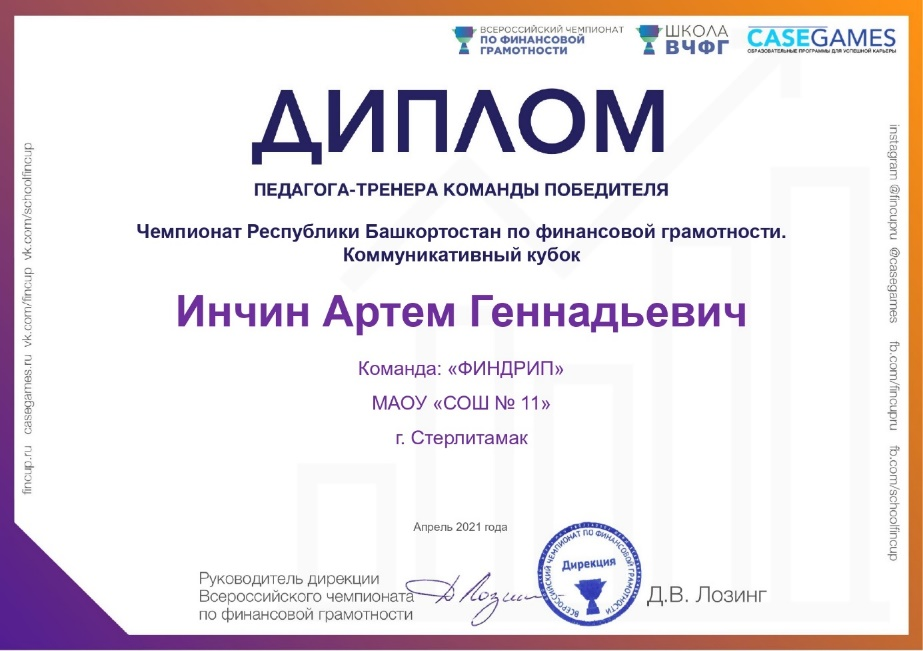 ВСЕРОССИЙСКИЙ ЧЕМПИОНАТ
ПО ФИНАНСОВОЙ
ГРАМОТНОСТИ
ШКОЛА
ВЧФГ
CASEGAMES
ОБРАЗОВАТЕЛЬНЫЕ ПРОГРАММЫ ДЛЯ УСПЕШНОЙ КАРЬЕРЫ
ДИПЛОМ
ПЕДАГОГА-ТРЕНЕРА КОМАНДЫ ПОБЕДИТЕЛЯ
Чемпионат Республики Башкортостан по финансовой грамотности.
Коммуникативный кубок
Инчин Артем Геннадьевич
Команда: «ФИНДРИП»
МАОУ «СОШ № 11»
г. Стерлитамак
Апрель 2021 года
Руководитель дирекции
Всероссийского чемпионата
по финансовой грамотности
Д.Лозинг
ВСЕРОССИЙСКИЙ ЧЕМПИОНАТ ПО ФИНАНСОВОЙ ГРАМОТНОСТИ
Дирекция
Д.В. Лозинг
fincup.ru casegames.ru vk.com/fincup vk.com/schoolfincup
instagram @fincupru @casegames fb.com/fincupru fb.com/schoolfincup